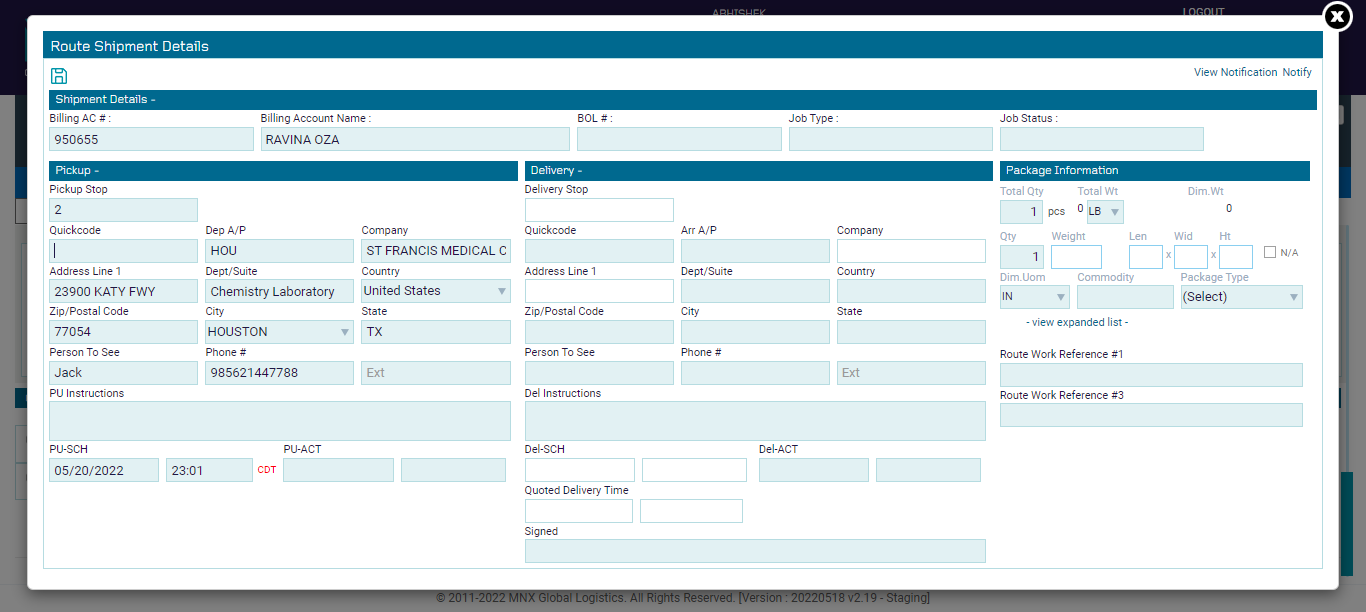 ABHISHEK
LOGOUT
X
Route Shipment Details
View Notification Notify
Shipment Details -
Billing AC # :
Billing Account Name :
BOL # :
Job Type :
Job Status :
950655
RAVINA OZA
Pickup -
Pickup Stop
2
Quickcode
Dep A/P
Company
HOU
ST FRANCIS MEDICAL C
Address Line 1
Dept/Suite
Country
23900 KATY FWY
Chemistry Laboratory
United States
Zip/Postal Code
City
State
77054
HOUSTON
TX
Person To See
Phone #
Jack
985621447788
Ext
PU Instructions
PU-SCH
PU-ACT
05/20/2022
23:01
CDT
Delivery -
Delivery Stop
Quickcode
Arr A/P
Company
Address Line 1
Dept/Suite
Country
Zip/Postal Code
City
State
Person To See
Phone #
Ext
Del Instructions
Del-SCH
Del-ACT
Quoted Delivery Time
Signed
Package Information
Total Qty
Total Wt
Dim.Wt
1
pcs
0
LB
0
Qty
Weight
Len
Wid
Ht
1
x
x
N/A
Dim.Uom
Commodity
Package Type
IN
(Select)
- view expanded list -
Route Work Reference #1
Route Work Reference #3
© 2011-2022 MNX Global Logistics. All Rights Reserved. [Version : 20220518 v2.19 - Staging]